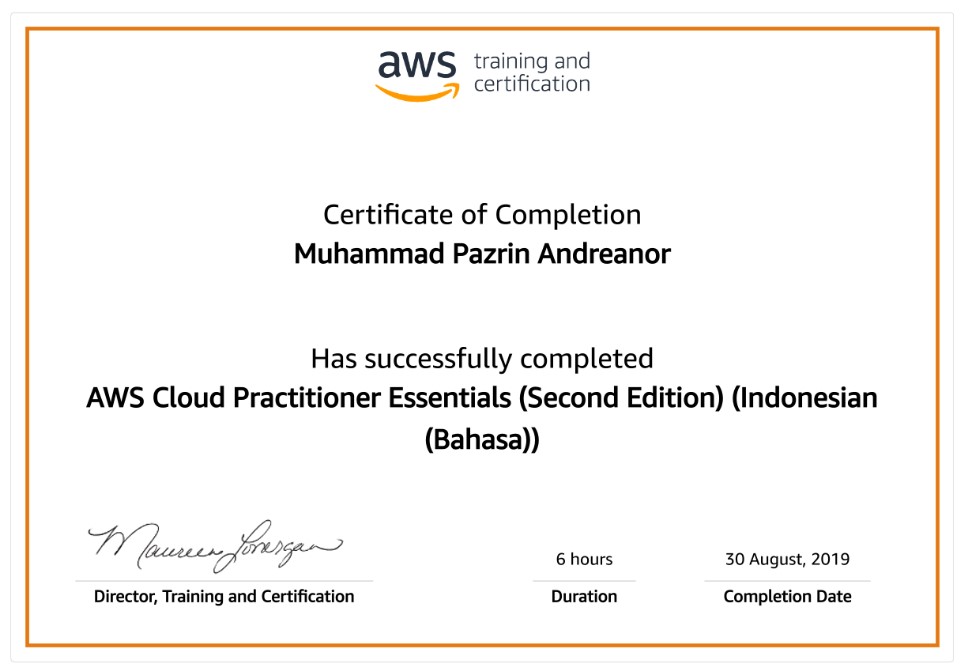 aws training and
certification
Certificate of Completion
Muhammad Pazrin Andreanor
Has successfully completed
AWS Cloud Practitioner Essentials (Second Edition) (Indonesian
(Bahasa))
Maureen Lonergan
6 hours
30 August, 2019
Director, Training and Certification
Duration
Completion Date